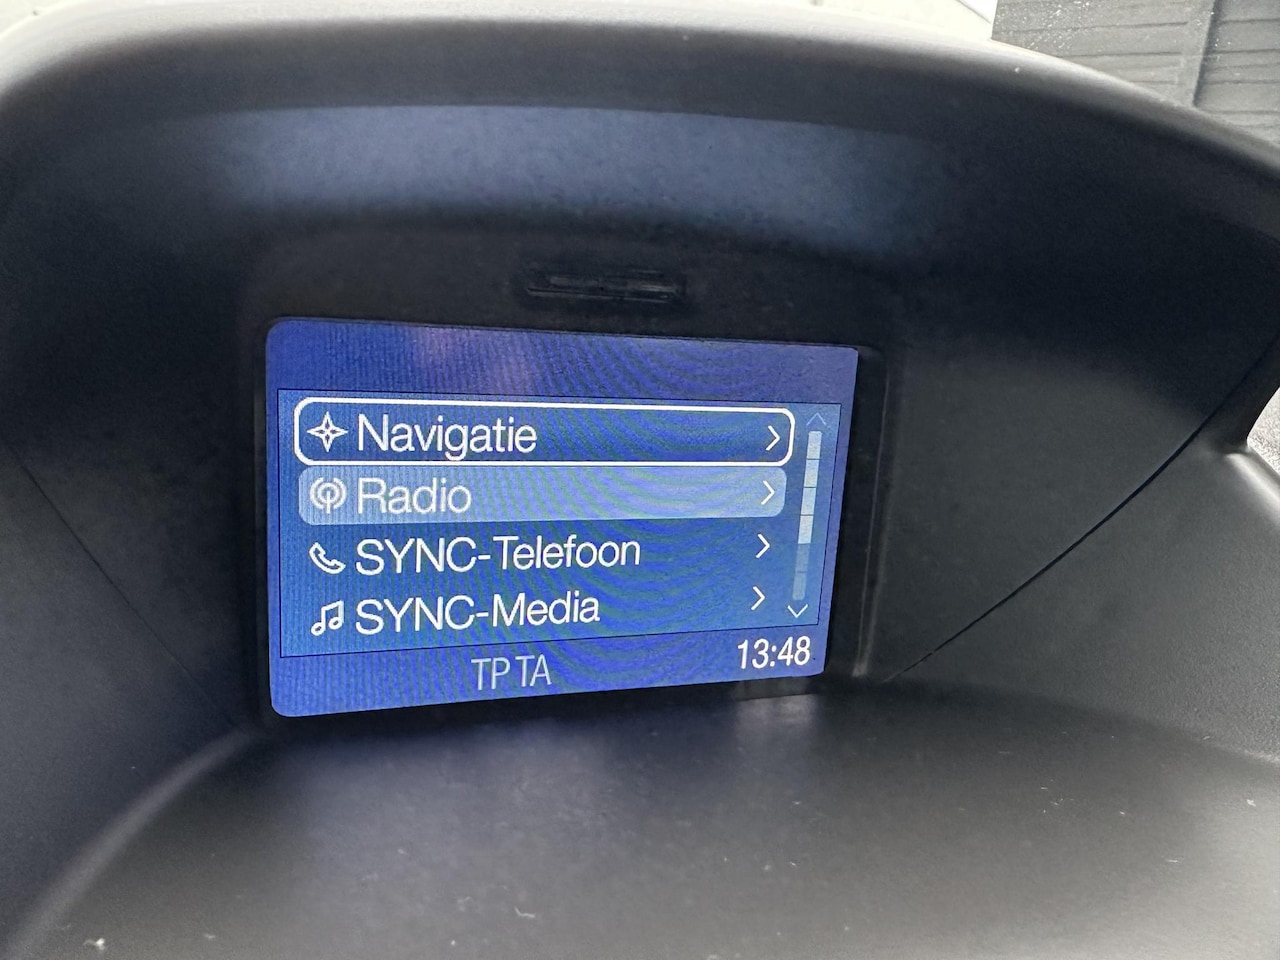 Navigatie
Radio
SYNC-Telefoon
SYNC-Media
TP TA 13:48